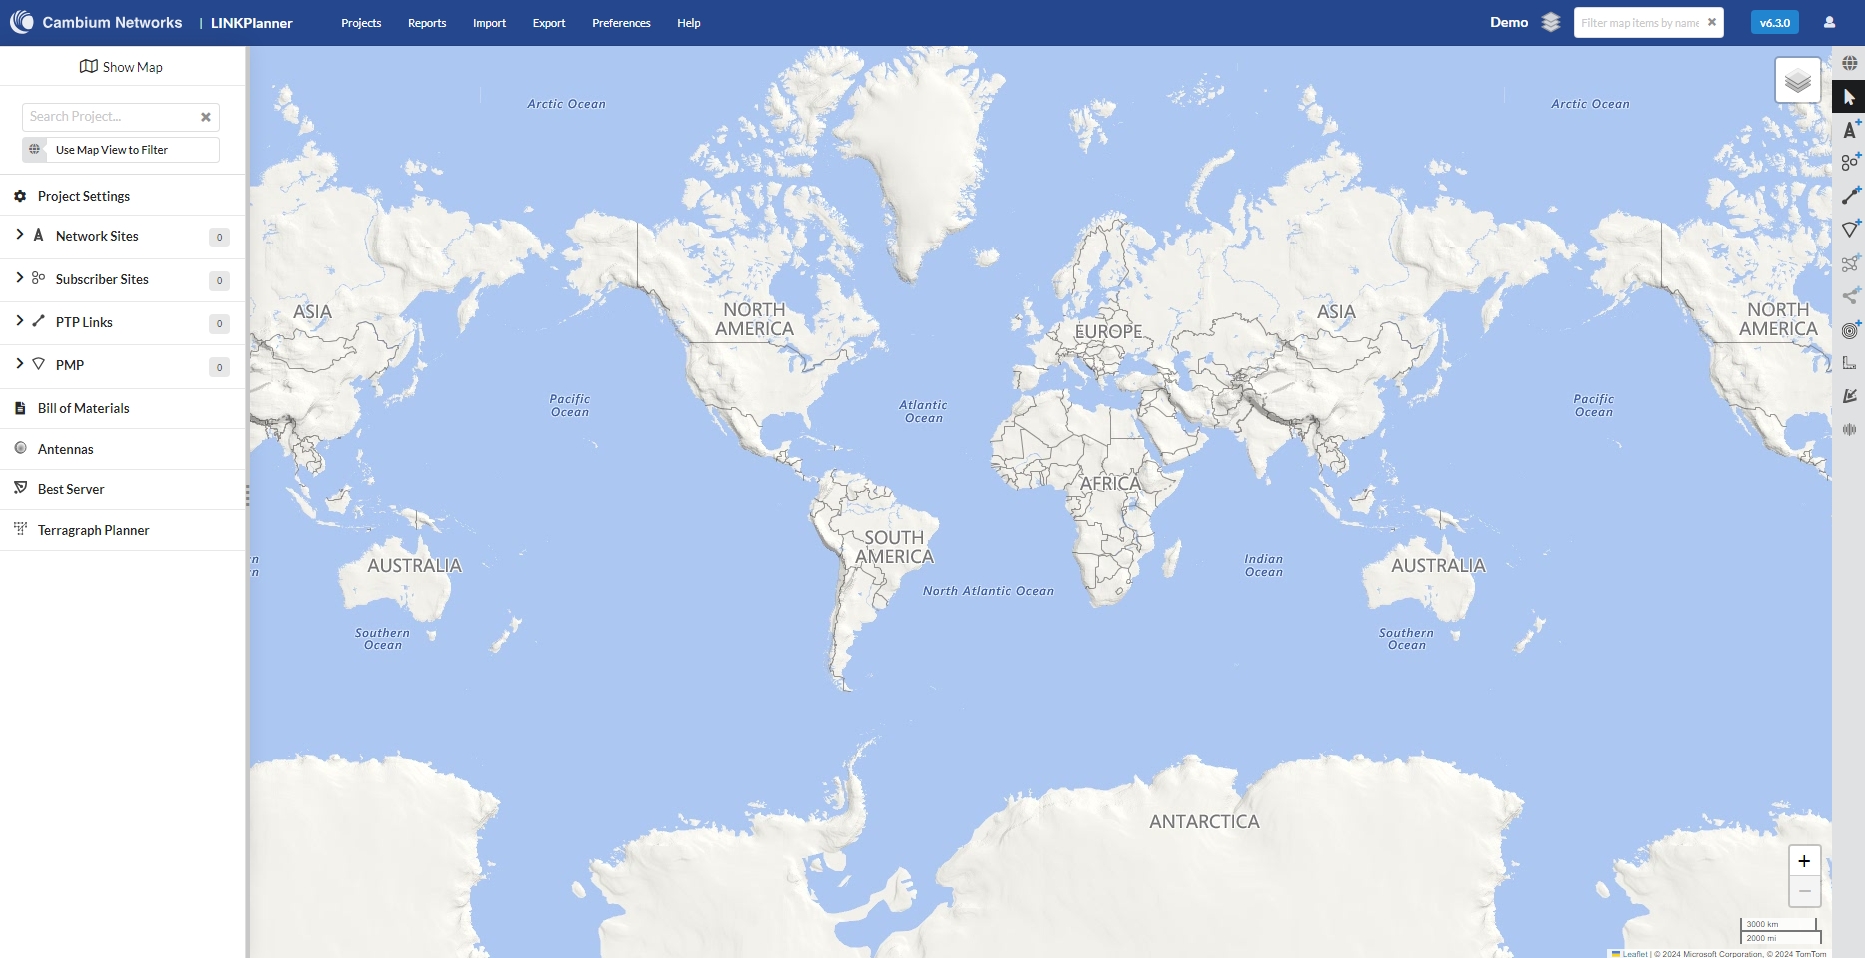 Cambium Networks | LINKPlanner Projects Reports Import Export Preferences Help Demo Filter map items by name v6.3.0
Show Map
Search Project...
Use Map View to Filter
Project Settings
Network Sites 0
Subscriber Sites 0
PTP Links 0
PMP 0
Bill of Materials
Antennas
Best Server
Terragraph Planner
Arctic Ocean
Arctic Ocean
ASIA
NORTH
AMERICA
EUROPE
ASIA
NORTH
AMERICA
Pacific
Ocean
Atlantic
Ocean
Pacific
Ocean
AFRICA
SOUTH
AMERICA
AUSTRALIA
Indian
Ocean
AUSTRALIA
North Atlantic Ocean
Southern
Ocean
Southern
Ocean
ANTARCTICA
+
−
3000 km
2000 mi
Leaflet | © 2024 Microsoft Corporation, © 2024 TomTom